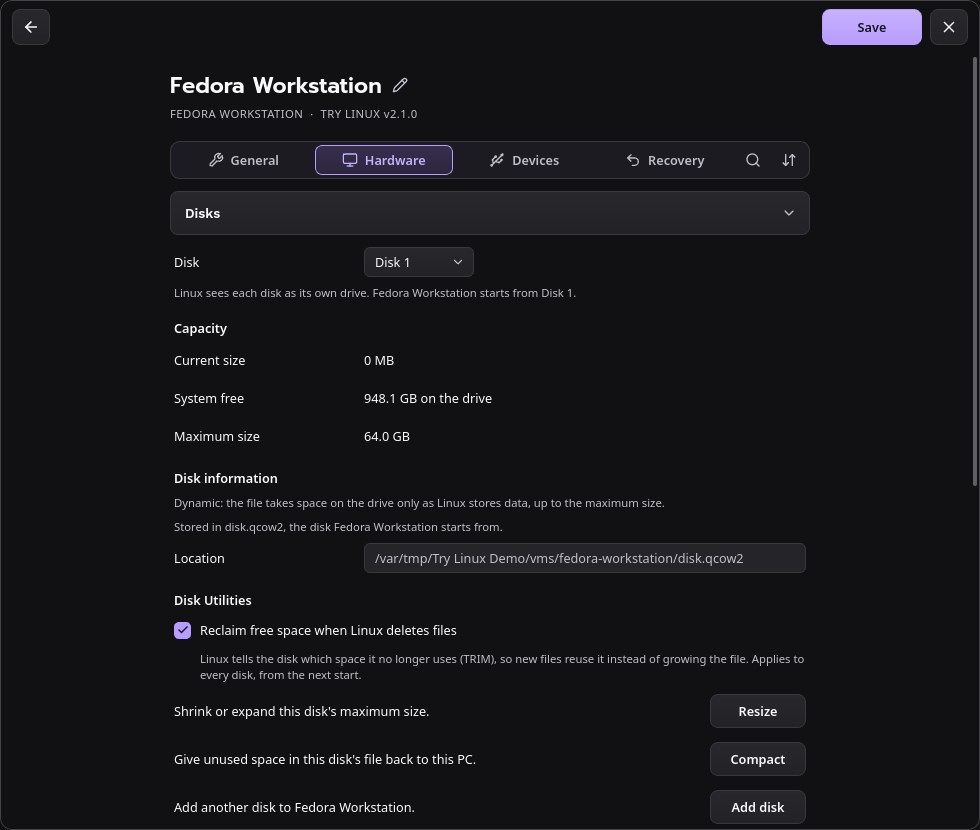 Save
Fedora Workstation
FEDORA WORKSTATION · TRY LINUX v2.1.0
General Hardware Devices Recovery
Disks
Disk Disk 1
Linux sees each disk as its own drive. Fedora Workstation starts from Disk 1.
Capacity
Current size 0 MB
System free 948.1 GB on the drive
Maximum size 64.0 GB
Disk information
Dynamic: the file takes space on the drive only as Linux stores data, up to the maximum size.
Stored in disk.qcow2, the disk Fedora Workstation starts from.
Location /var/tmp/Try Linux Demo/vms/fedora-workstation/disk.qcow2
Disk Utilities
Reclaim free space when Linux deletes files
Linux tells the disk which space it no longer uses (TRIM), so new files reuse it instead of growing the file. Applies to
every disk, from the next start.
Shrink or expand this disk's maximum size. Resize
Give unused space in this disk's file back to this PC. Compact
Add another disk to Fedora Workstation. Add disk